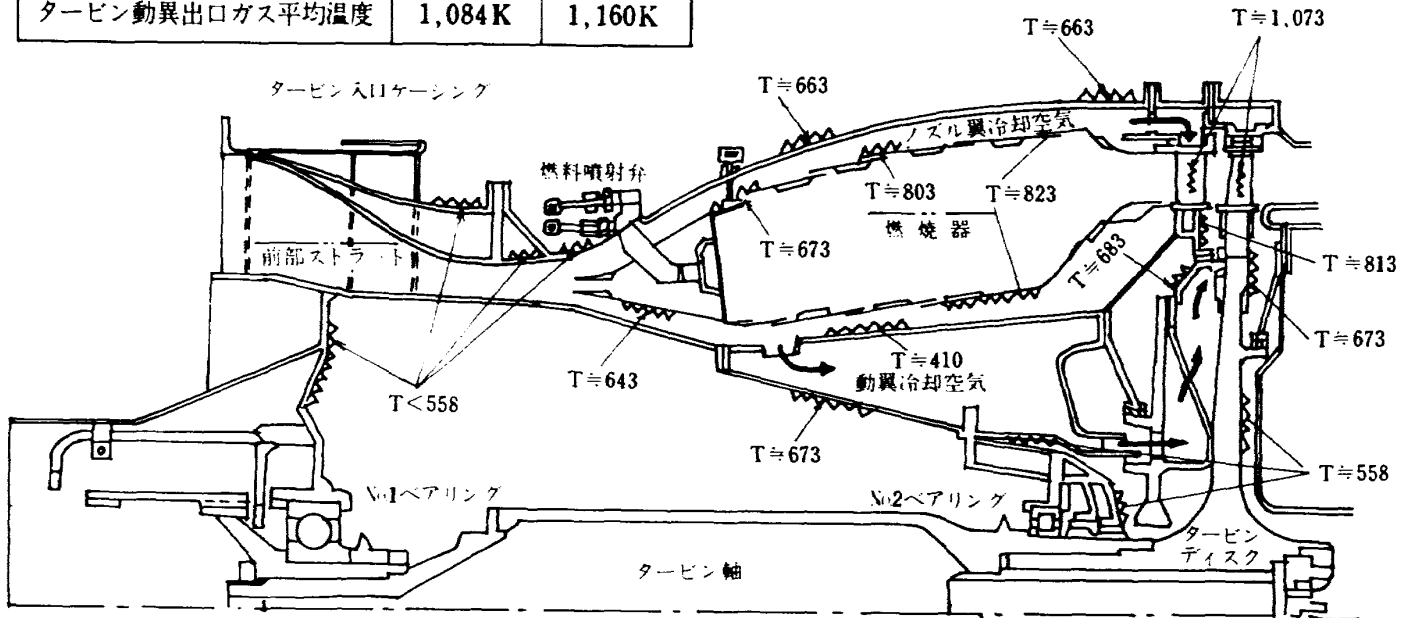 タービン動異出口ガス平均温度 1,084K 1,160K
T≒1,073
T≒663
T≒663
タービン入口ケーシング
ノズル翼冷却空気
燃料噴射弁
T≒803
T≒823
T≒673
燃焼器
前部ストラット
T≒683
T≒813
T≒673
T≒643
T≒410
動翼冷却空気
T<558
T≒673
T≒558
No.1ベアリング
No.2ベアリング
タービン
ディスク
タービン軸